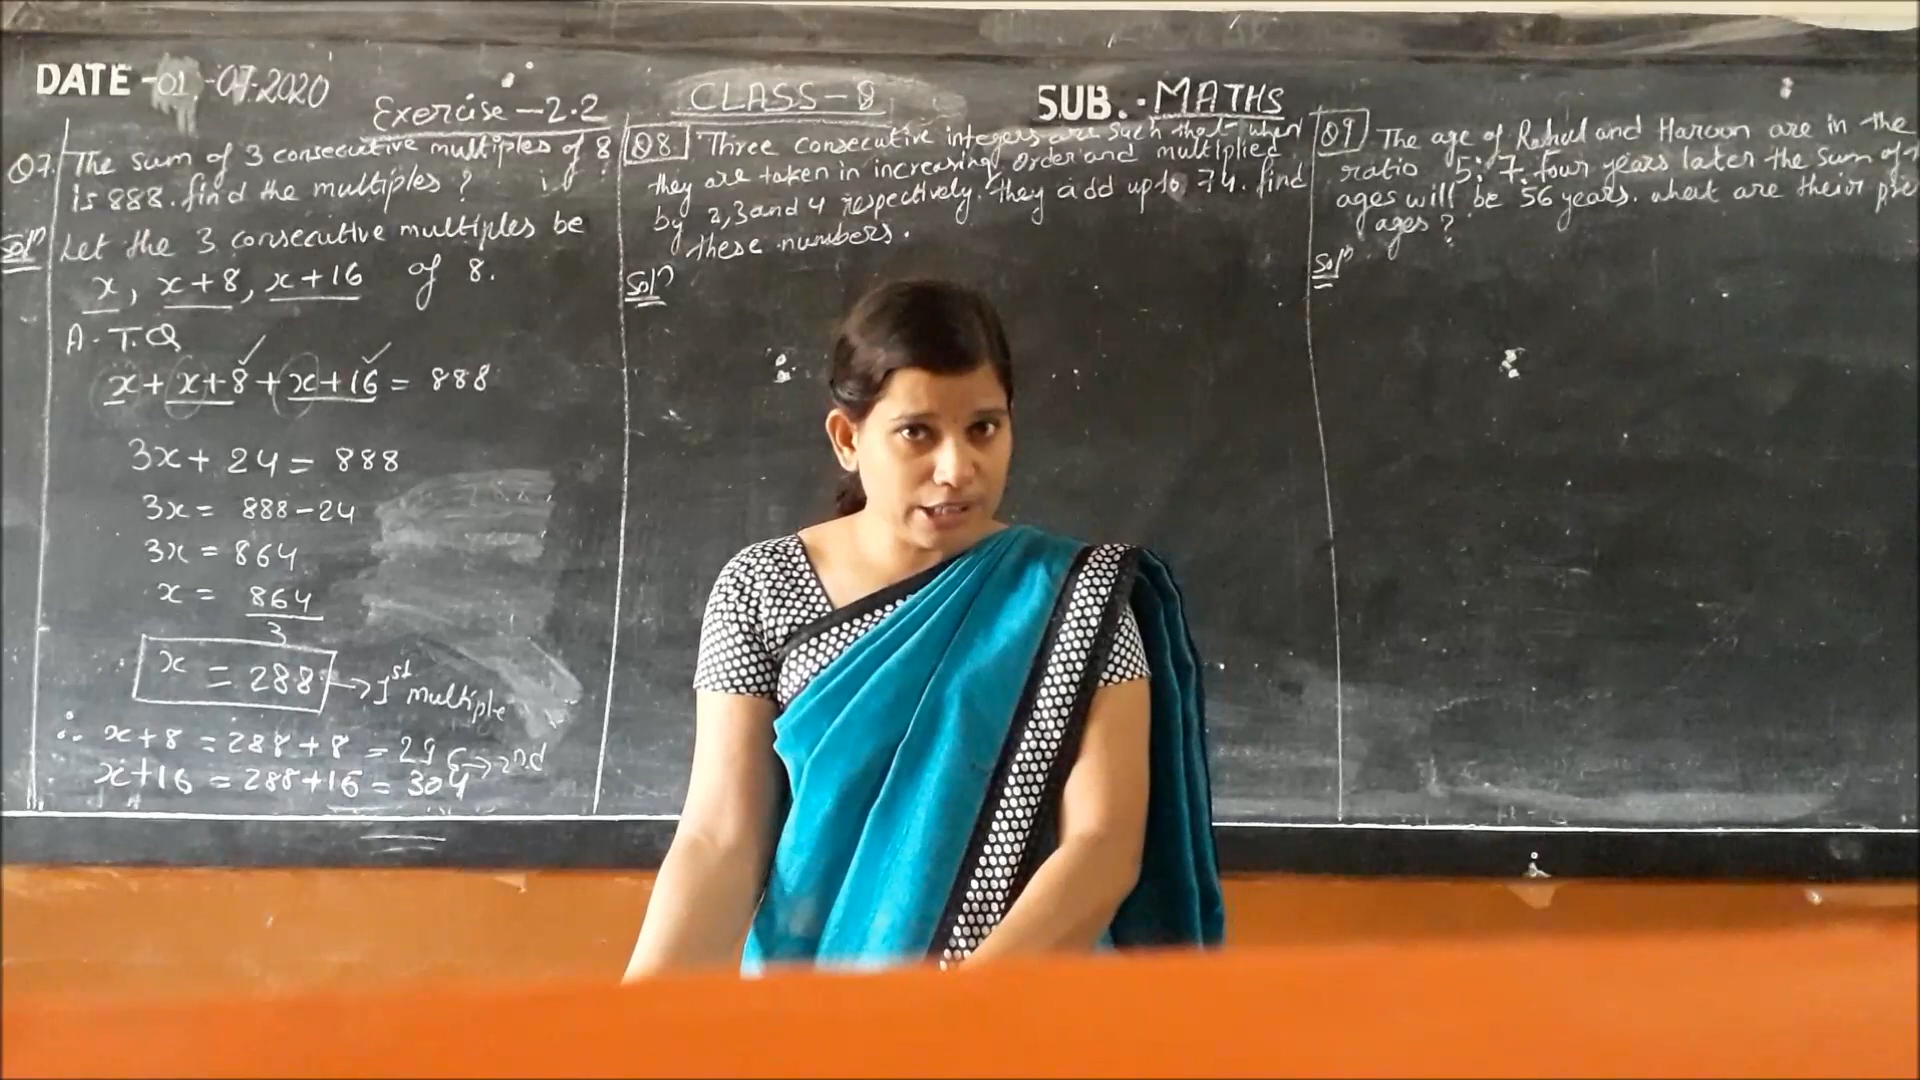 DATE -01-07-2020
CLASS-8
SUB.-MATHS
Exercise-2.2
Q7. The sum of 3 consecutive multiples of 8
is 888. find the multiples?
Solⁿ Let the 3 consecutive multiples be
x, x+8, x+16 of 8.
A.T.Q
x+x+8+x+16= 888
3x+ 24= 888
3x= 888-24
3x=864
x= 864
3
x = 288 → 1st multiple
∴ x+8 =288+8 =296→2nd
x+16 =288+16=304
Q8. Three consecutive integers are such that when
they are taken in increasing order and multiplied
by 2,3 and 4 respectively. They add up to 74. find
these numbers.
Solⁿ
Q9 The age of Rahul and Haroon are in the
ratio 5:7. four years later the sum of
ages will be 56 years. what are their
ages?
Solⁿ